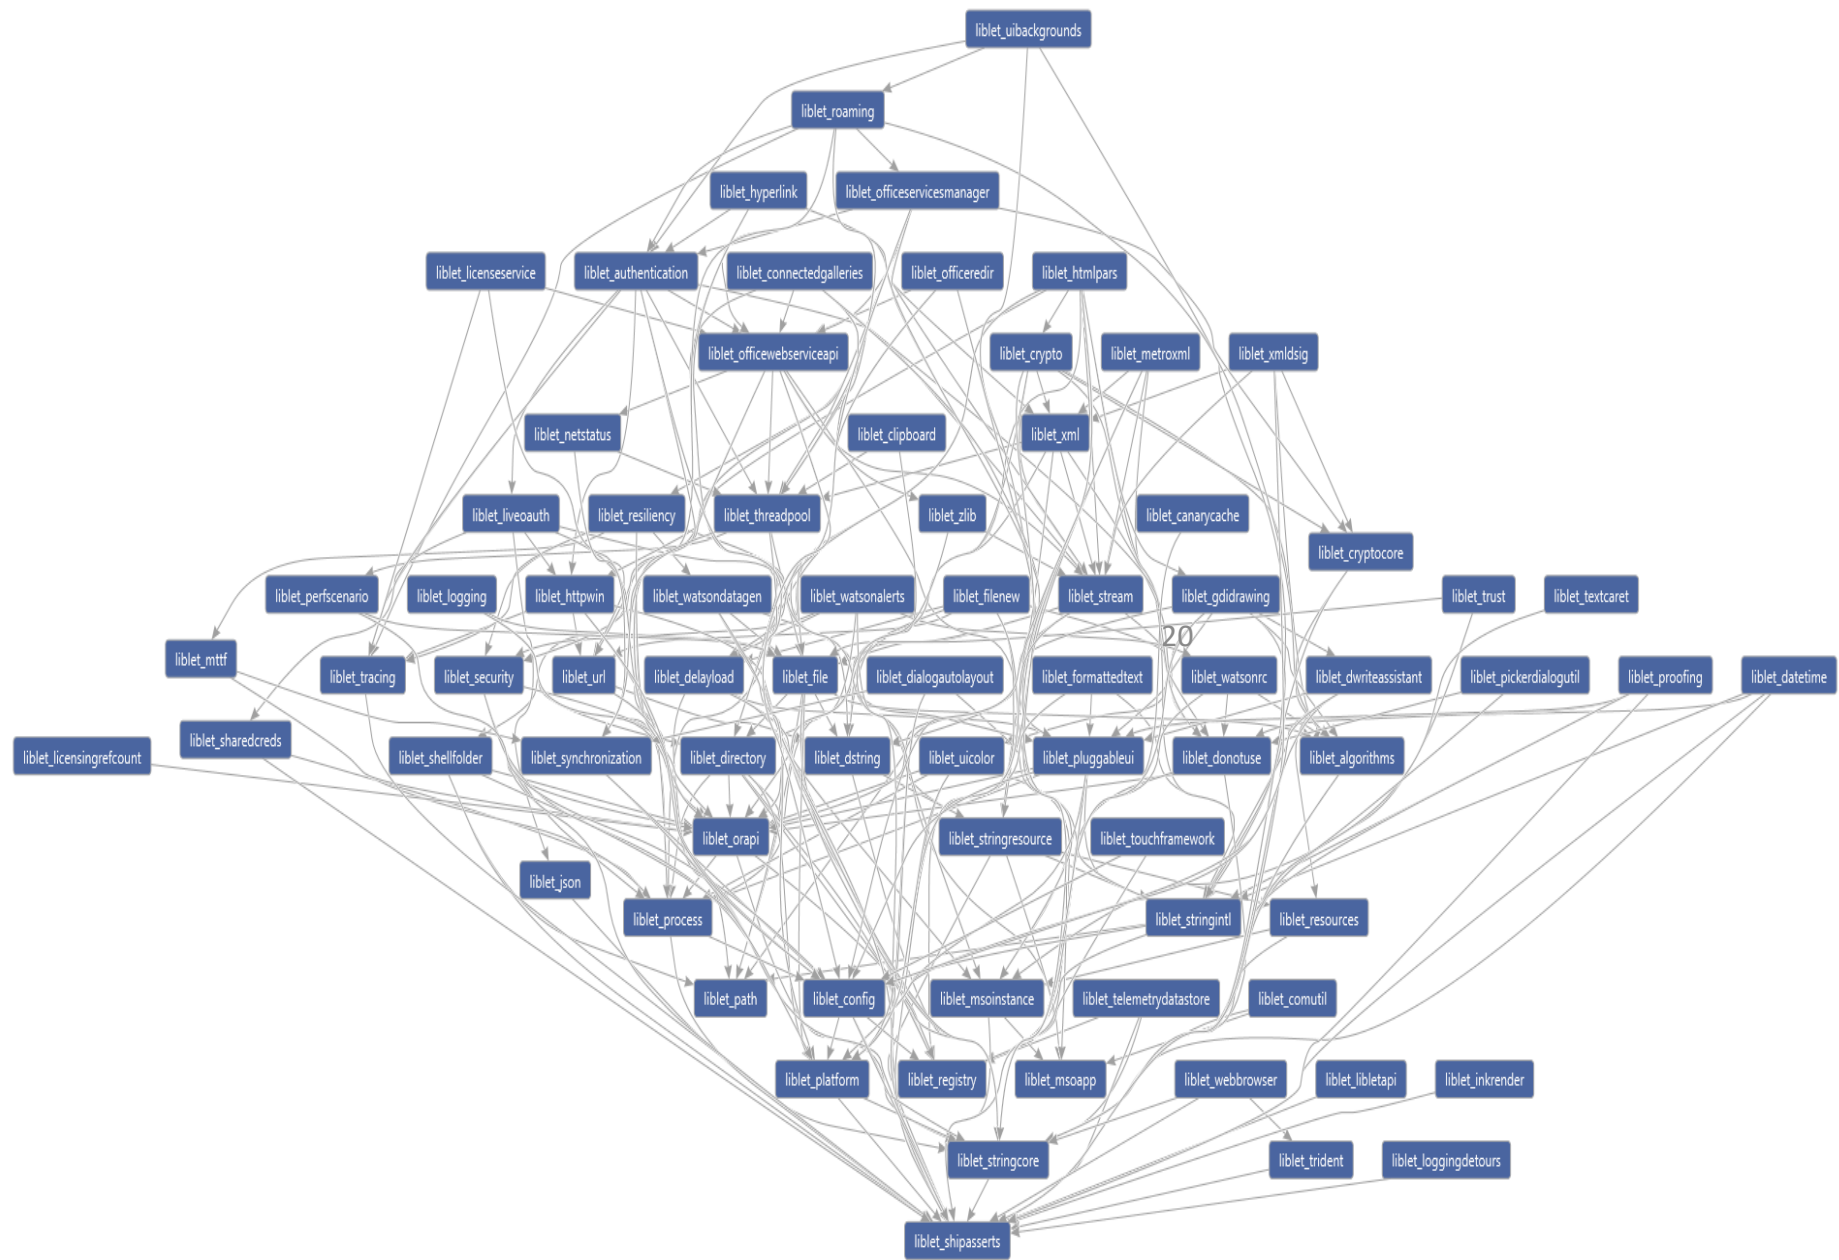 liblet_uibackgrounds
liblet_roaming
liblet_hyperlink
liblet_officeservicesmanager
liblet_licenseservice
liblet_authentication
liblet_connectedgalleries
liblet_officeredir
liblet_htmlpars
liblet_officewebserviceapi
liblet_crypto
liblet_metroxml
liblet_xmldsig
liblet_netstatus
liblet_clipboard
liblet_xml
liblet_liveoauth
liblet_resiliency
liblet_threadpool
liblet_zlib
liblet_canarycache
liblet_cryptocore
liblet_perfscenario
liblet_logging
liblet_httpwin
liblet_watsondatagen
liblet_watsonalerts
liblet_filenew
liblet_stream
liblet_gdidrawing
liblet_trust
liblet_textcaret
20
liblet_mttf
liblet_tracing
liblet_security
liblet_url
liblet_delayload
liblet_file
liblet_dialogautolayout
liblet_formattedtext
liblet_watsonrc
liblet_dwriteassistant
liblet_pickerdialogutil
liblet_proofing
liblet_datetime
liblet_sharedcreds
liblet_licensingrefcount
liblet_shellfolder
liblet_synchronization
liblet_directory
liblet_dstring
liblet_uicolor
liblet_pluggableui
liblet_donotuse
liblet_algorithms
liblet_orapi
liblet_stringresource
liblet_touchframework
liblet_json
liblet_process
liblet_stringintl
liblet_resources
liblet_path
liblet_config
liblet_msoinstance
liblet_telemetrydatastore
liblet_comutil
liblet_platform
liblet_registry
liblet_msoapp
liblet_webbrowser
liblet_libletapi
liblet_inkrender
liblet_stringcore
liblet_trident
liblet_loggingdetours
liblet_shipasserts